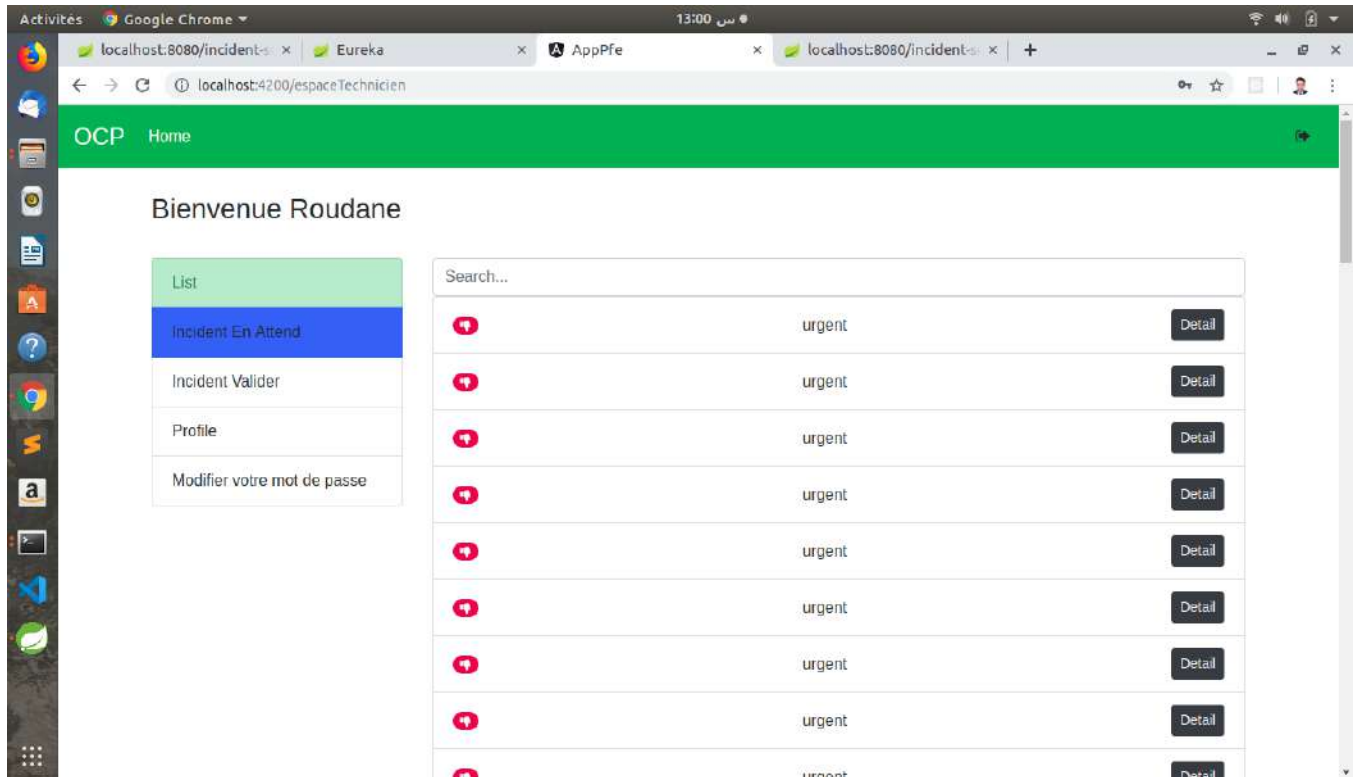 Activités Google Chrome 13:00 س
localhost:8080/incident-s Eureka AppPfe localhost:8080/incident-s
localhost:4200/espaceTechnicien
OCP Home
Bienvenue Roudane
List
Search...
Incident En Attend
urgent Detail
Incident Valider
urgent Detail
Profile
urgent Detail
Modifier votre mot de passe
urgent Detail
urgent Detail
urgent Detail
urgent Detail
urgent Detail
urgent Detail